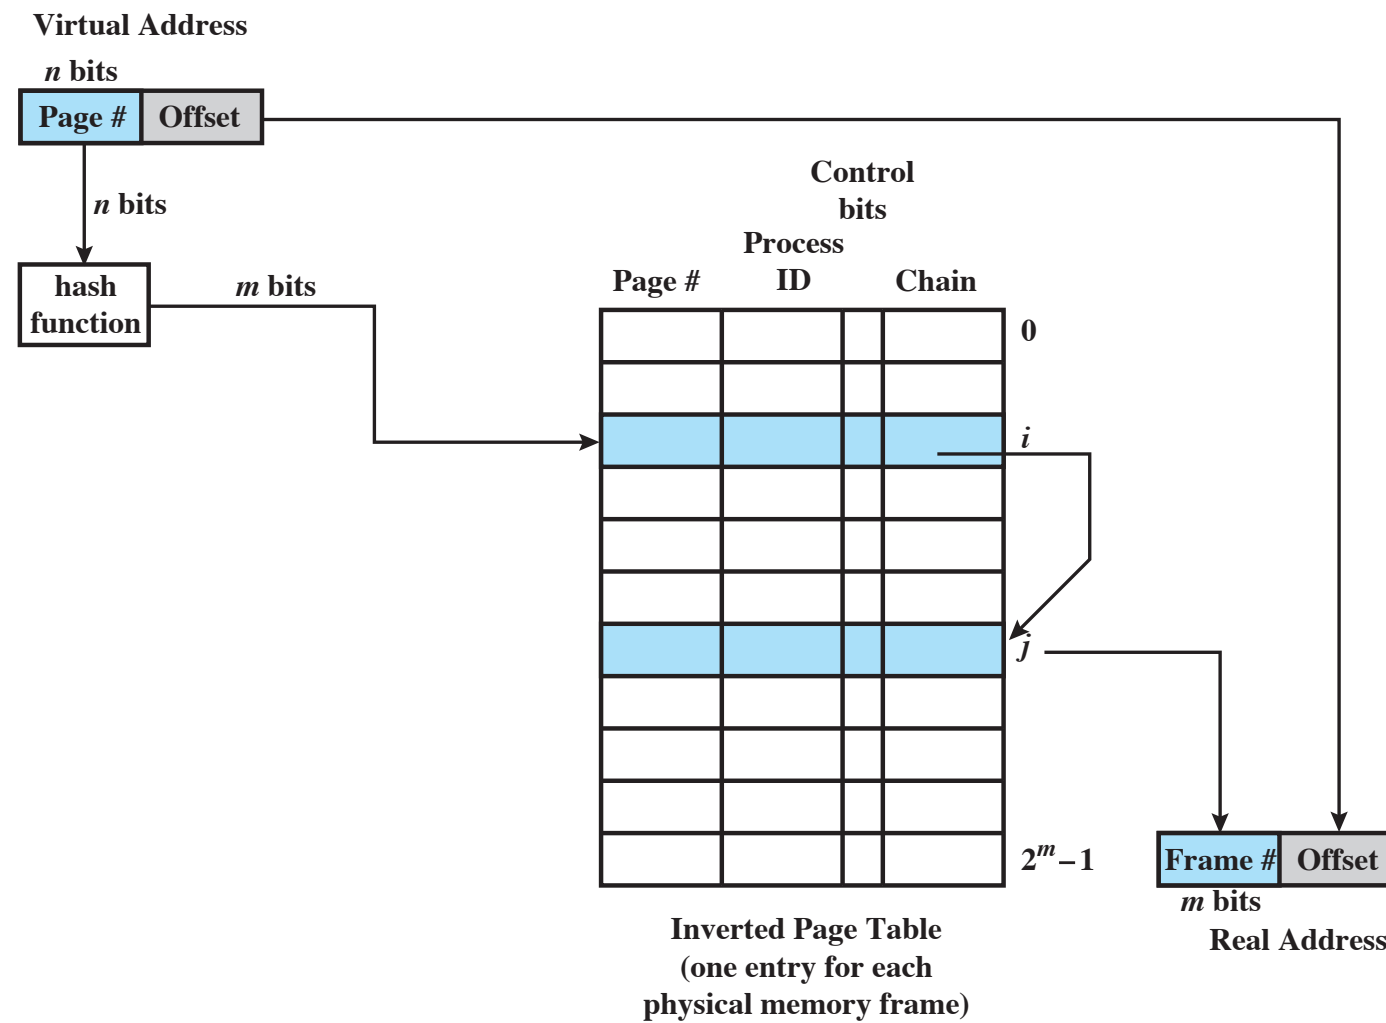 Virtual Address
n bits
Page # Offset
n bits
hash
function
m bits
Control
bits
Process
ID
Page #
Chain
0
i
j
2^m – 1
Frame # Offset
m bits
Real Address
Inverted Page Table
(one entry for each
physical memory frame)